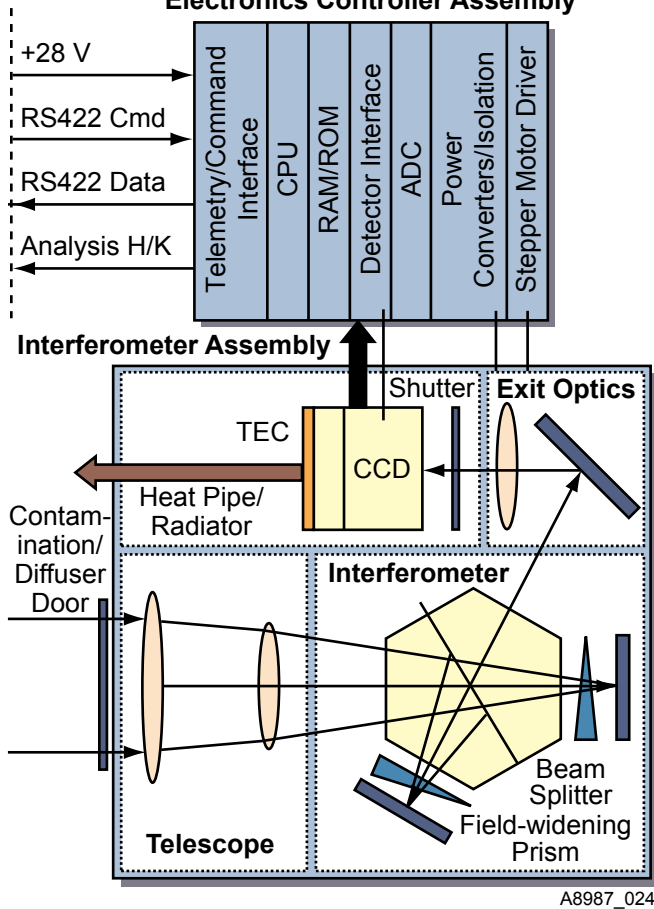 Electronics Controller Assembly
+28 V
RS422 Cmd
RS422 Data
Analysis H/K
Telemetry/Command
Interface
CPU
RAM/ROM
Detector Interface
ADC
Power
Converters/Isolation
Stepper Motor Driver
Interferometer Assembly
Shutter
Exit Optics
TEC
CCD
Heat Pipe/
Radiator
Contam-
ination/
Diffuser
Door
Interferometer
Beam
Splitter
Field-widening
Prism
Telescope
A8987_024